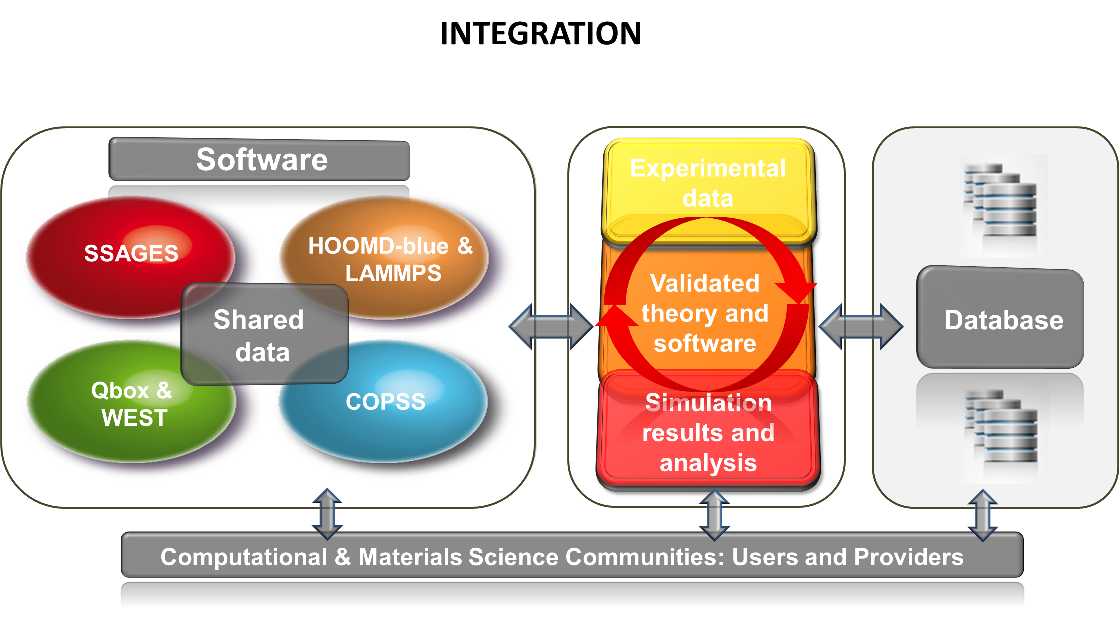 INTEGRATION
Software
SSAGES
HOOMD-blue &
LAMMPS
Shared
data
Qbox &
WEST
COPSS
Experimental
data
Validated
theory and
software
Simulation
results and
analysis
Database
Computational & Materials Science Communities: Users and Providers